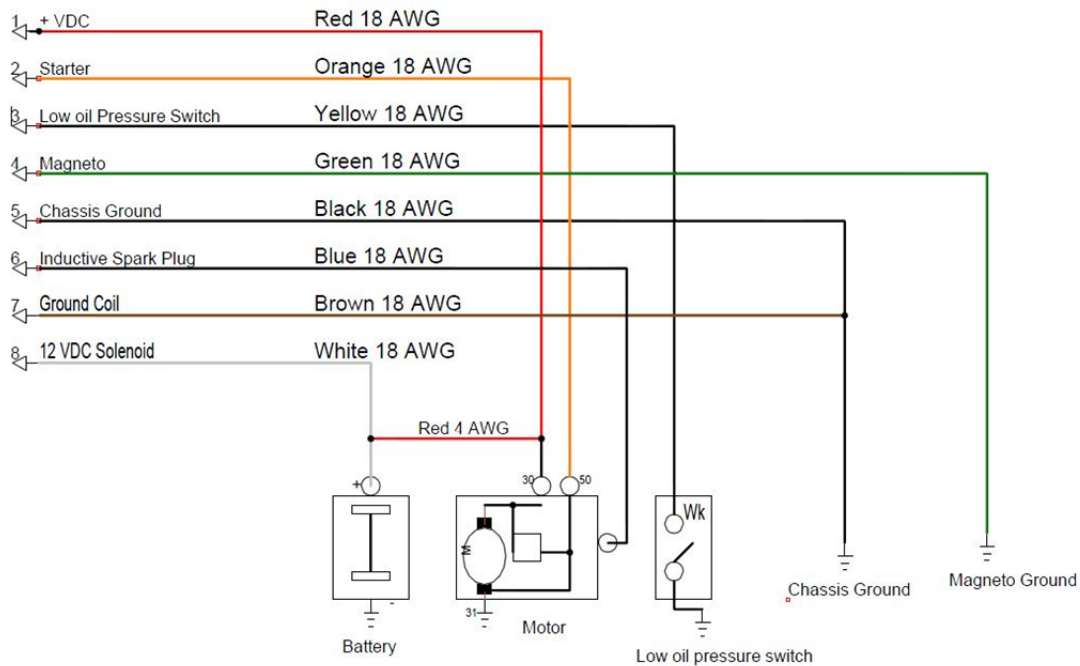 1 + VDC Red 18 AWG
2 Starter Orange 18 AWG
3 Low oil Pressure Switch Yellow 18 AWG
4 Magneto Green 18 AWG
5 Chassis Ground Black 18 AWG
6 Inductive Spark Plug Blue 18 AWG
7 Ground Coil Brown 18 AWG
8 12 VDC Solenoid White 18 AWG
Red 4 AWG
+ 30 50
Wk
M
31
-
Battery
Motor
Low oil pressure switch
Chassis Ground
Magneto Ground